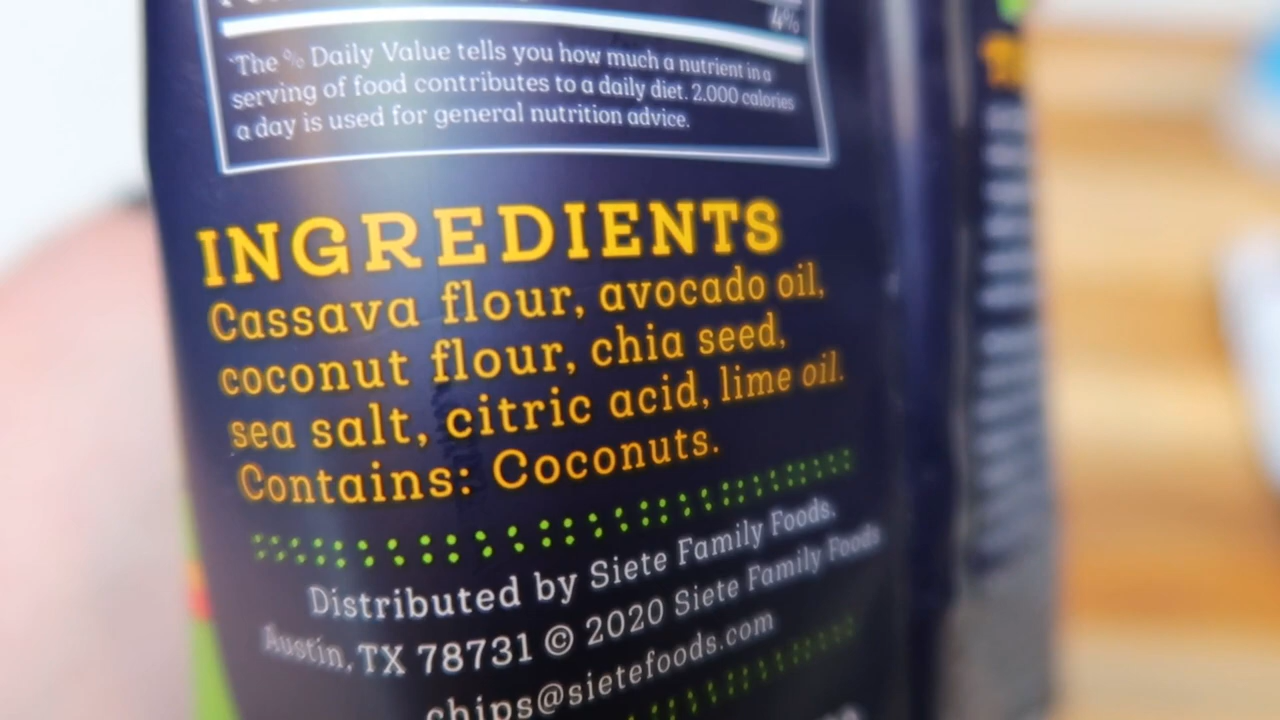 4%
*The % Daily Value tells you how much a nutrient in a
serving of food contributes to a daily diet. 2,000 calories
a day is used for general nutrition advice.
INGREDIENTS
Cassava flour, avocado oil,
coconut flour, chia seed,
sea salt, citric acid, lime oil.
Contains: Coconuts.
Distributed by Siete Family Foods.
Austin, TX 78731 © 2020 Siete Family Foods
chips@sietefoods.com